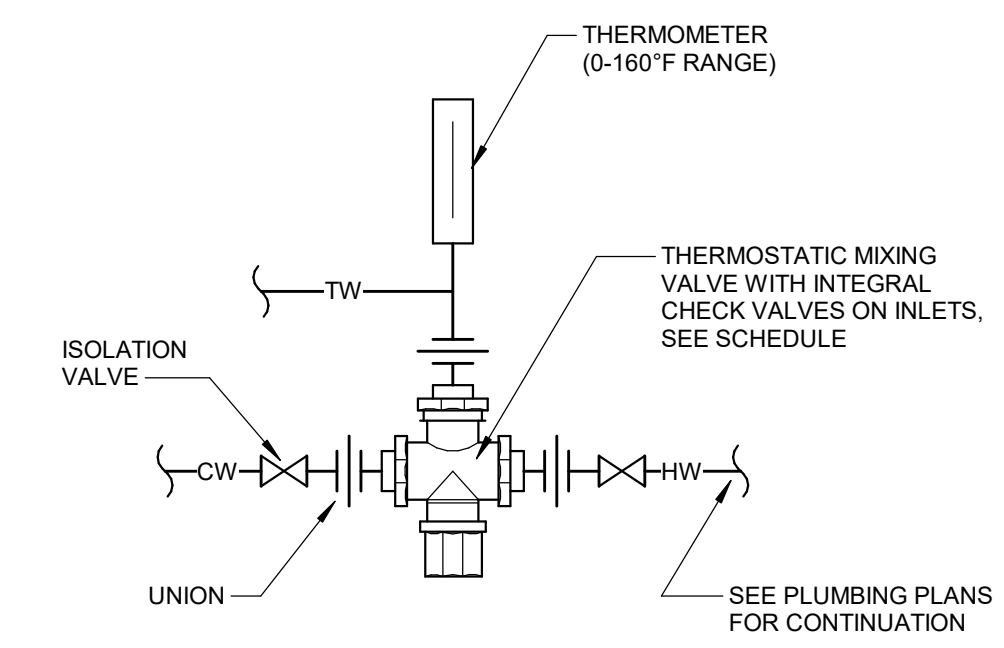 THERMOMETER
(0-160°F RANGE)
THERMOSTATIC MIXING
VALVE WITH INTEGRAL
CHECK VALVES ON INLETS,
SEE SCHEDULE
TW
ISOLATION
VALVE
CW
HW
UNION
SEE PLUMBING PLANS
FOR CONTINUATION